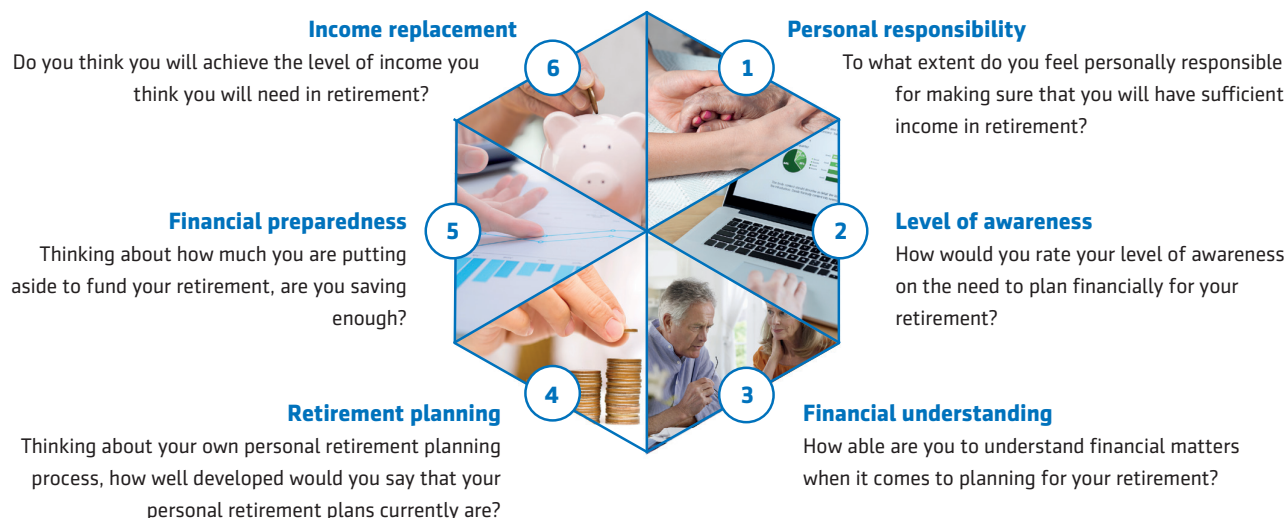 Personal responsibility
To what extent do you feel personally responsible
for making sure that you will have sufficient
income in retirement?
1
Level of awareness
How would you rate your level of awareness
on the need to plan financially for your
retirement?
2
Financial understanding
How able are you to understand financial matters
when it comes to planning for your retirement?
3
Retirement planning
Thinking about your own personal retirement planning
process, how well developed would you say that your
personal retirement plans currently are?
4
Financial preparedness
Thinking about how much you are putting
aside to fund your retirement, are you saving
enough?
5
Income replacement
Do you think you will achieve the level of income you
think you will need in retirement?
6